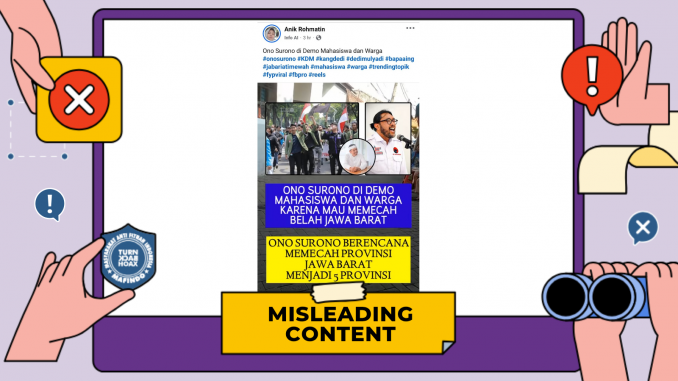 Anik Rohmatin
Info AI · 2 hr ·
Ono Surono di Demo Mahasiswa dan Warga
#onosurono #KDM #kangdedi #dedimulyadi #bapaaing
#jabariatimewah #mahasiswa #warga #trendingtopik
#fypviral #fbpro #reels
ONO SURONO DI DEMO
MAHASISWA DAN WARGA
KARENA MAU MEMECAH
BELAH JAWA BARAT
ONO SURONO BERENCANA
MEMECAH PROVINSI
JAWA BARAT
MENJADI 5 PROVINSI
MASYARAKAT ANTI FITNAH INDONESIA
TURN
BACK
HOAX
MAFINDO
MISLEADING
CONTENT